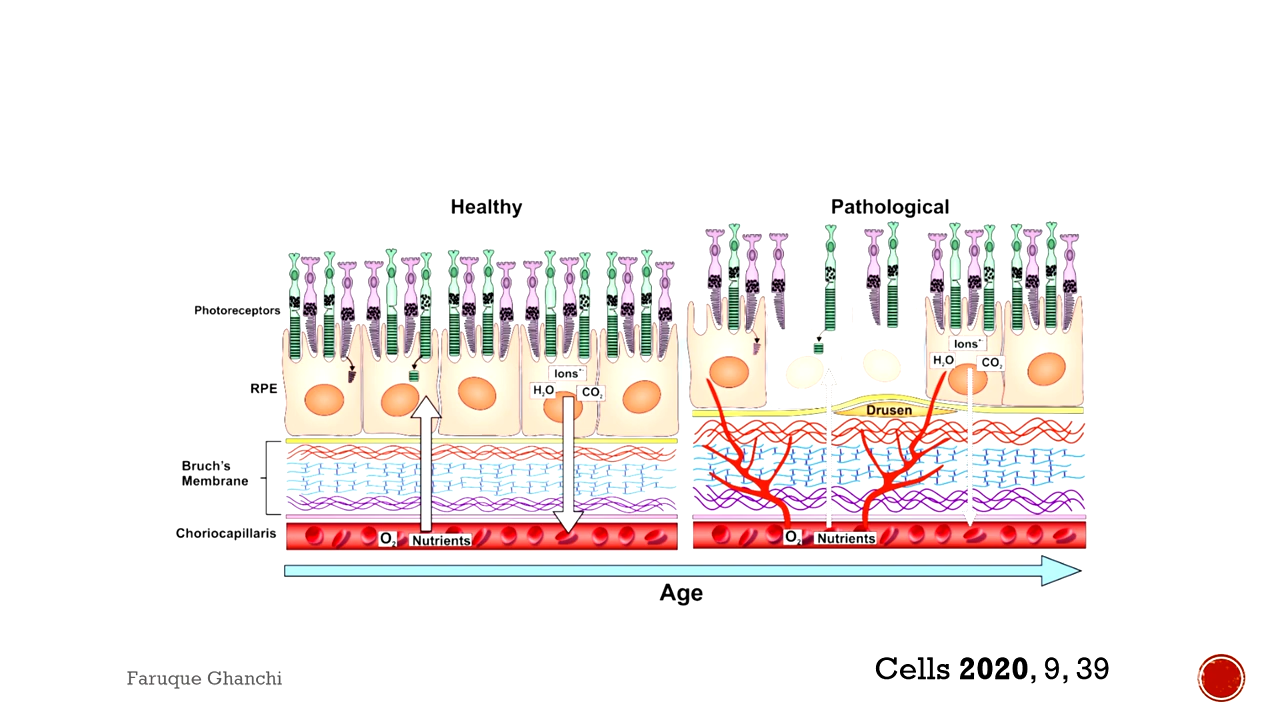 Healthy
Pathological
Photoreceptors
RPE
Ions⁺⁻
H₂O
CO₂
Bruch's
Membrane
Choriocapillaris
O₂
Nutrients
Ions⁺⁻
H₂O
CO₂
Drusen
O₂
Nutrients
Age
Faruque Ghanchi
Cells 2020, 9, 39